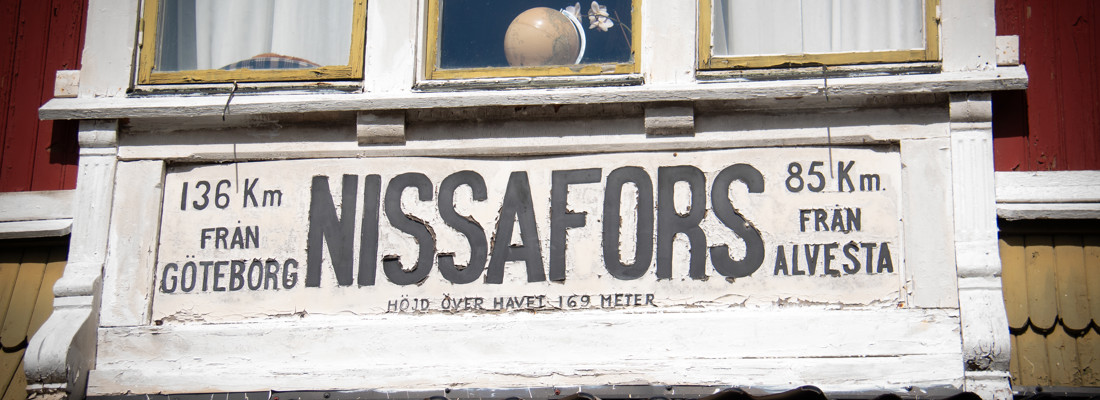 136 Km
FRÅN
GÖTEBORG
NISSAFORS
85 Km.
FRÅN
ALVESTA
HÖJD ÖVER HAVET 169 METER